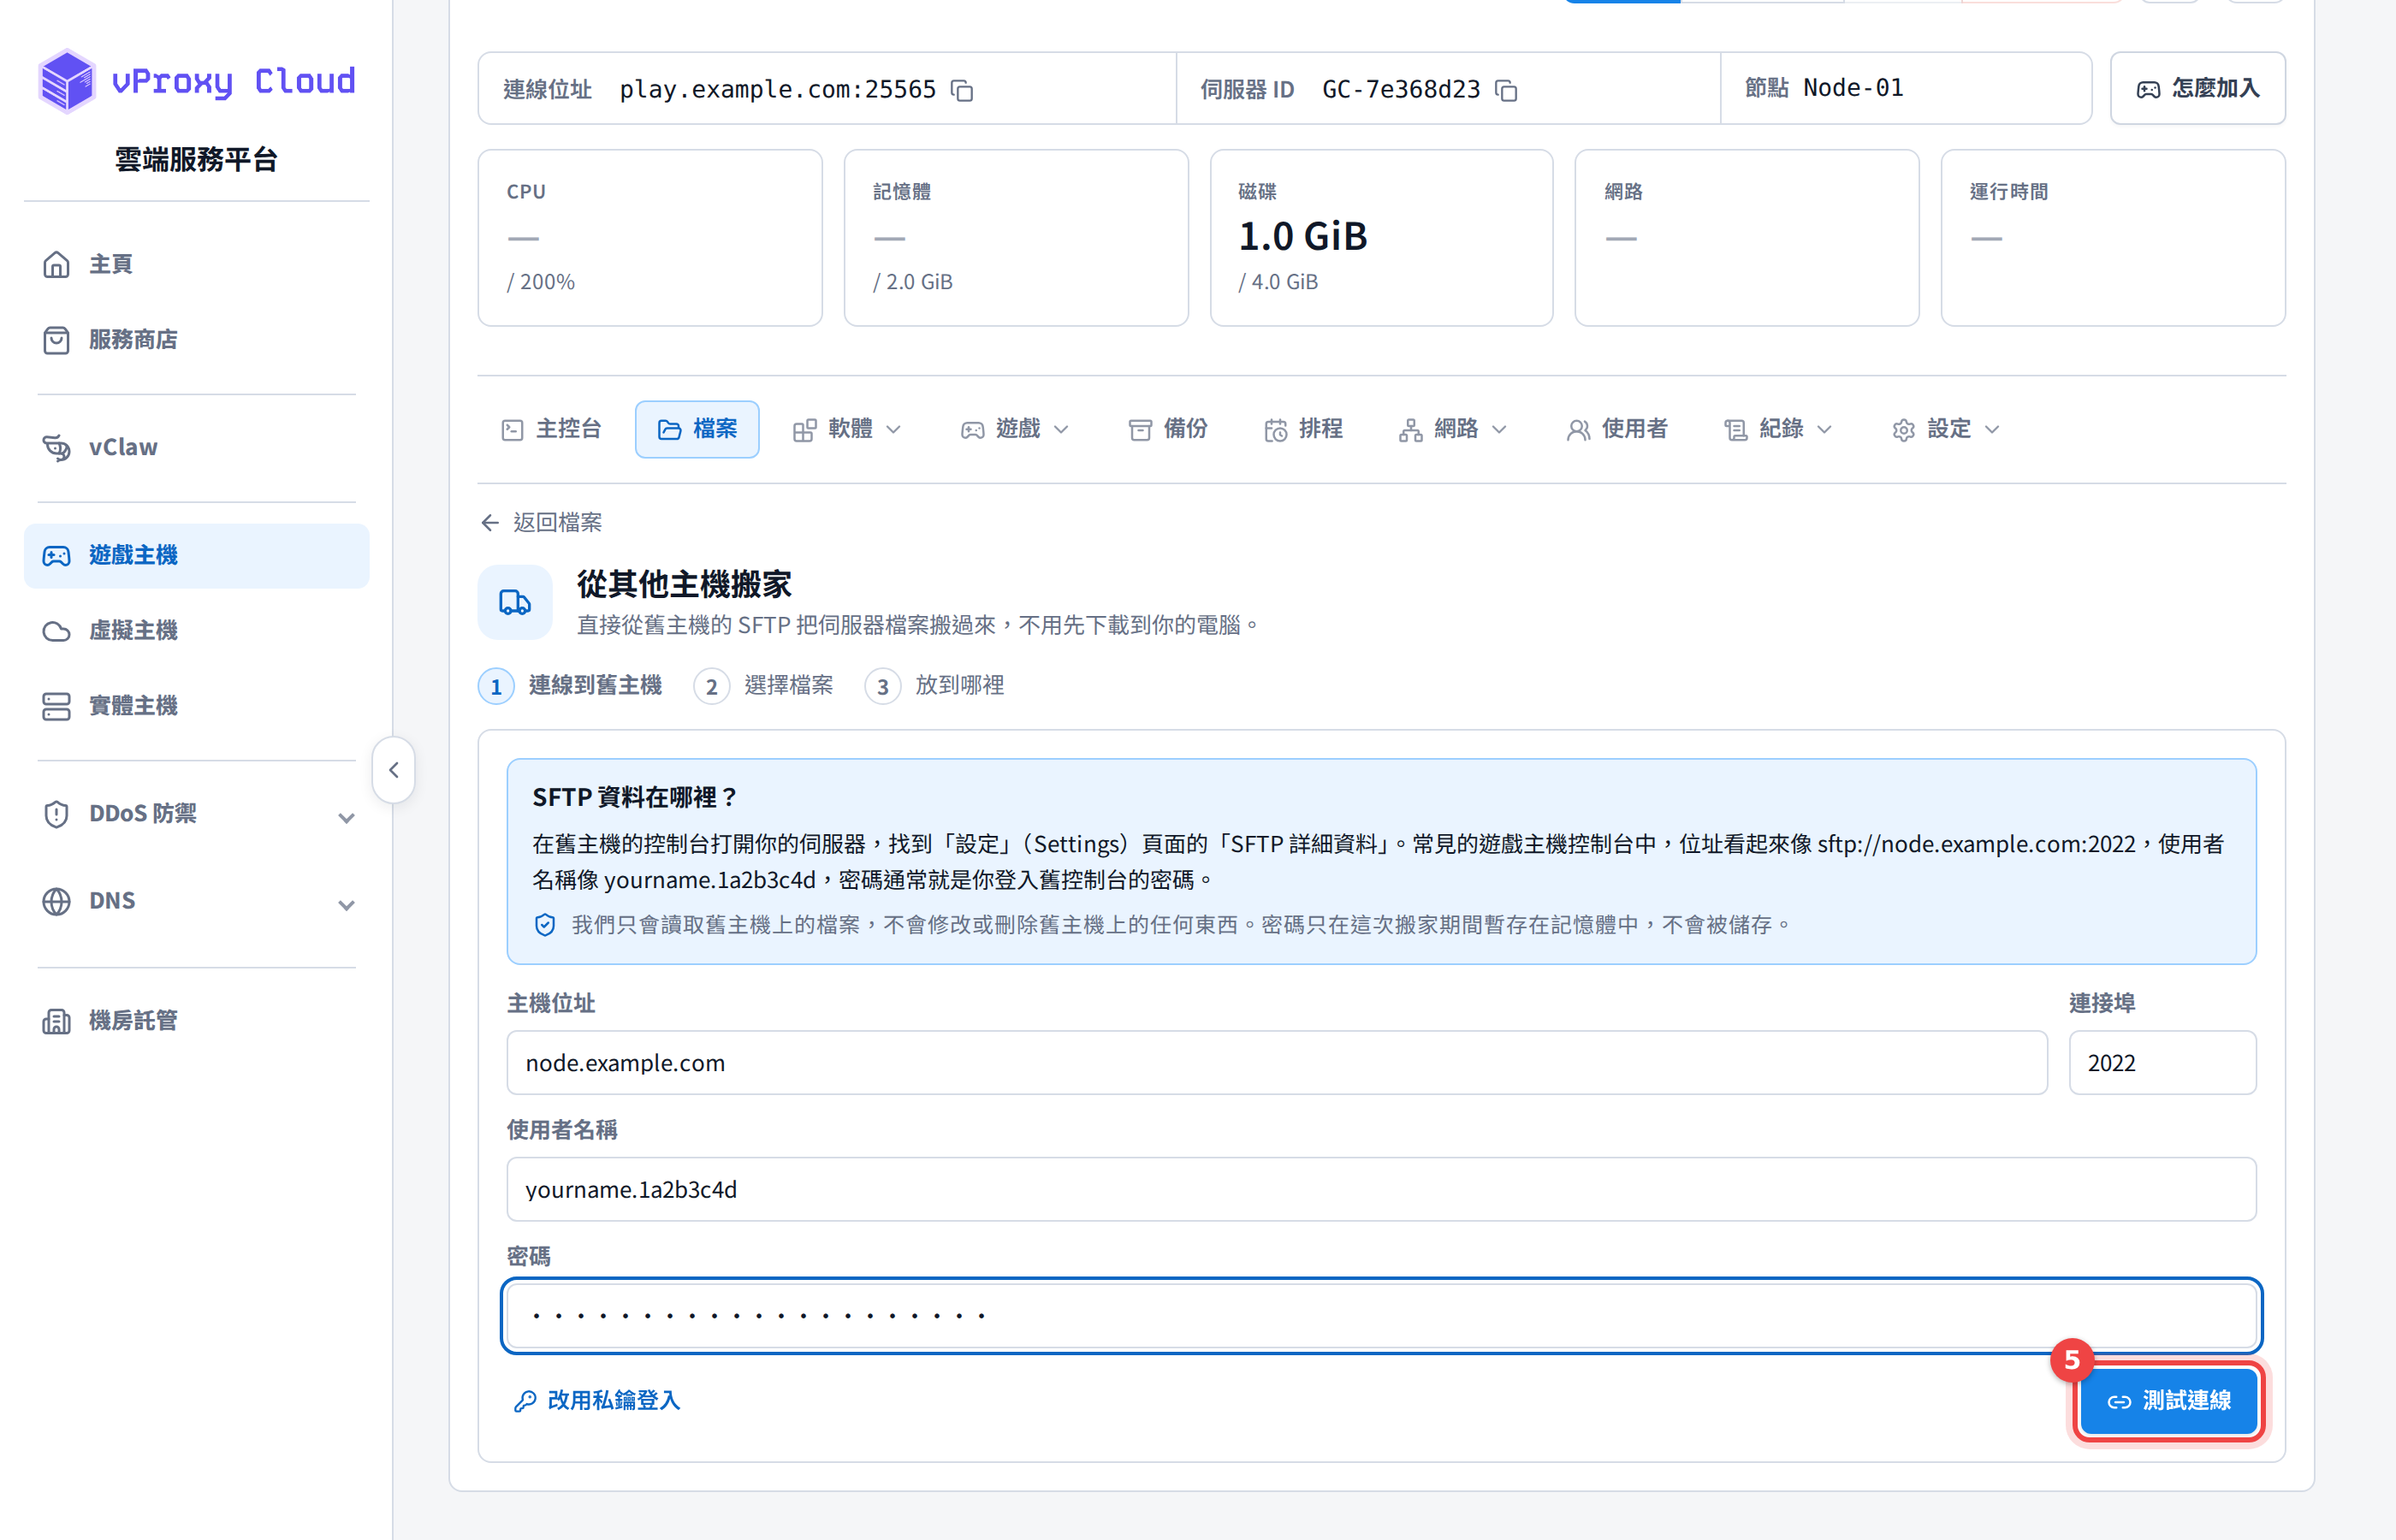 vProxy Cloud
雲端服務平台
主頁
服務商店
vClaw
遊戲主機
虛擬主機
實體主機
DDoS 防禦
DNS
機房託管
連線位址 play.example.com:25565
伺服器 ID GC-7e368d23
節點 Node-01
怎麼加入
CPU
—
/ 200%
記憶體
—
/ 2.0 GiB
磁碟
1.0 GiB
/ 4.0 GiB
網路
—
運行時間
—
主控台 檔案 軟體 遊戲 備份 排程 網路 使用者 紀錄 設定
返回檔案
從其他主機搬家
直接從舊主機的 SFTP 把伺服器檔案搬過來，不用先下載到你的電腦。
1 連線到舊主機 2 選擇檔案 3 放到哪裡
SFTP 資料在哪裡？
在舊主機的控制台打開你的伺服器，找到「設定」（Settings）頁面的「SFTP 詳細資料」。常見的遊戲主機控制台中，位址看起來像 sftp://node.example.com:2022，使用者
名稱像 yourname.1a2b3c4d，密碼通常就是你登入舊控制台的密碼。
我們只會讀取舊主機上的檔案，不會修改或刪除舊主機上的任何東西。密碼只在這次搬家期間暫存在記憶體中，不會被儲存。
主機位址 連接埠
node.example.com 2022
使用者名稱
yourname.1a2b3c4d
密碼
·····················
5
改用私鑰登入 測試連線